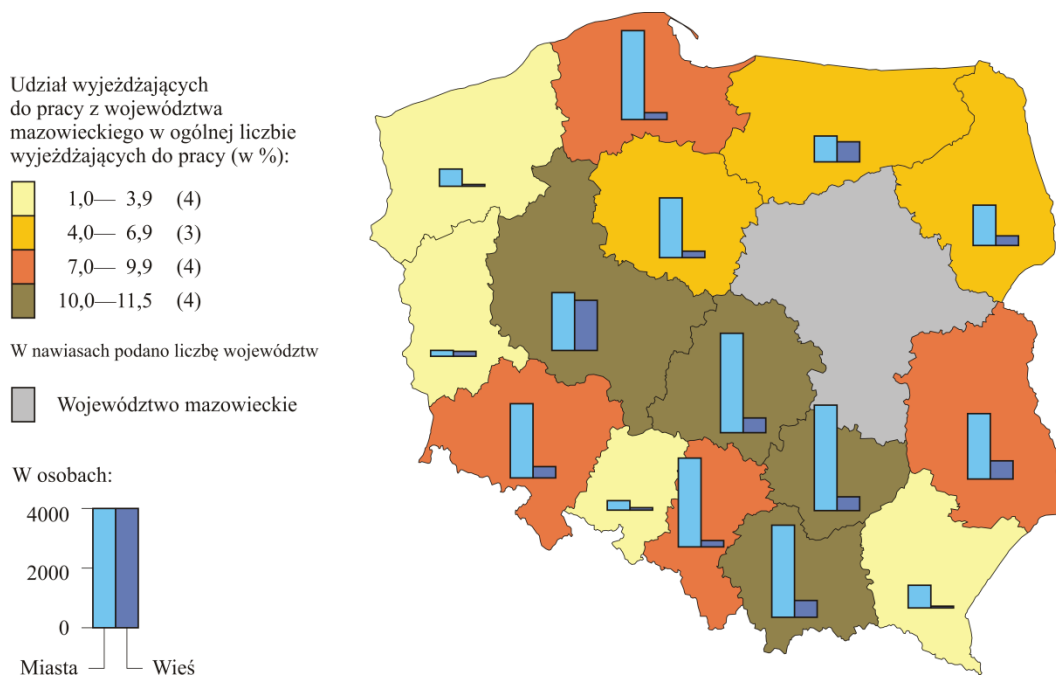 Udział wyjeżdżających
do pracy z województwa
mazowieckiego w ogólnej liczbie
wyjeżdżających do pracy (w %):
1,0— 3,9 (4)
4,0— 6,9 (3)
7,0— 9,9 (4)
10,0—11,5 (4)
W nawiasach podano liczbę województw
Województwo mazowieckie
W osobach:
4000
2000
0
Miasta Wieś